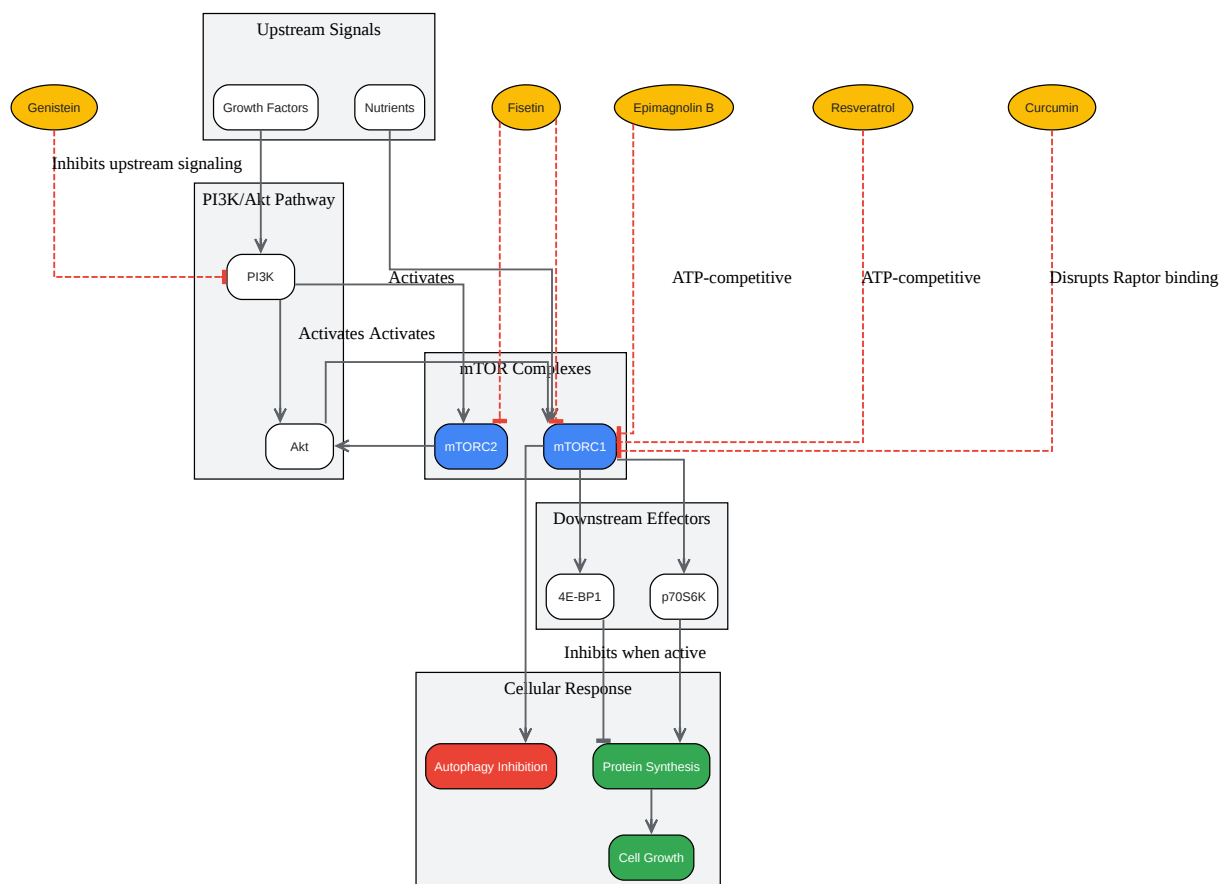 Upstream Signals
Genistein
Growth Factors
Nutrients
Fisetin
Epimagnolin B
Resveratrol
Curcumin
Inhibits upstream signaling
PI3K/Akt Pathway
PI3K
Activates
ATP-competitive
ATP-competitive
Disrupts Raptor binding
Activates
Activates
mTOR Complexes
Akt
mTORC2
mTORC1
Downstream Effectors
4E-BP1
p70S6K
Inhibits when active
Cellular Response
Autophagy Inhibition
Protein Synthesis
Cell Growth